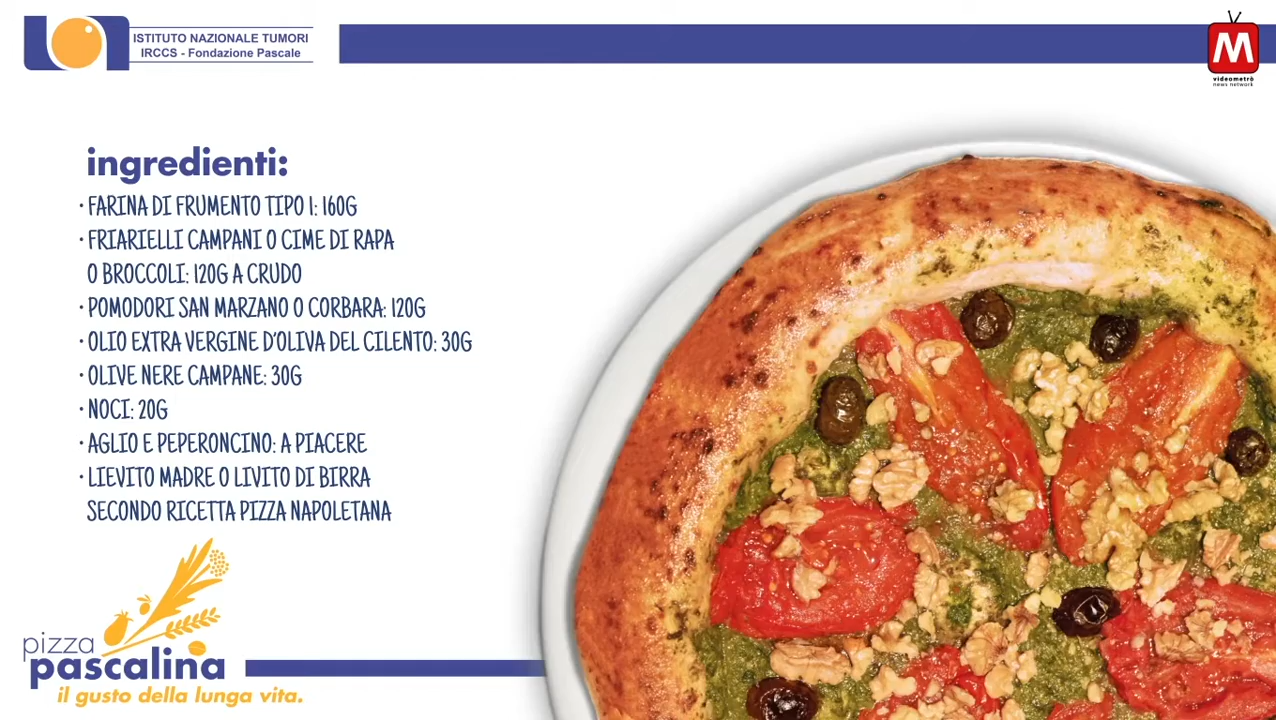 ISTITUTO NAZIONALE TUMORI
IRCCS - Fondazione Pascale
M
videometrò
news network
ingredienti:
· FARINA DI FRUMENTO TIPO 1: 160G
· FRIARIELLI CAMPANI O CIME DI RAPA
O BROCCOLI: 120G A CRUDO
· POMODORI SAN MARZANO O CORBARA: 120G
· OLIO EXTRA VERGINE D'OLIVA DEL CILENTO: 30G
· OLIVE NERE CAMPANE: 30G
· NOCI: 20G
· AGLIO E PEPERONCINO: A PIACERE
· LIEVITO MADRE O LIVITO DI BIRRA
SECONDO RICETTA PIZZA NAPOLETANA
pizza
pascalina
il gusto della lunga vita.